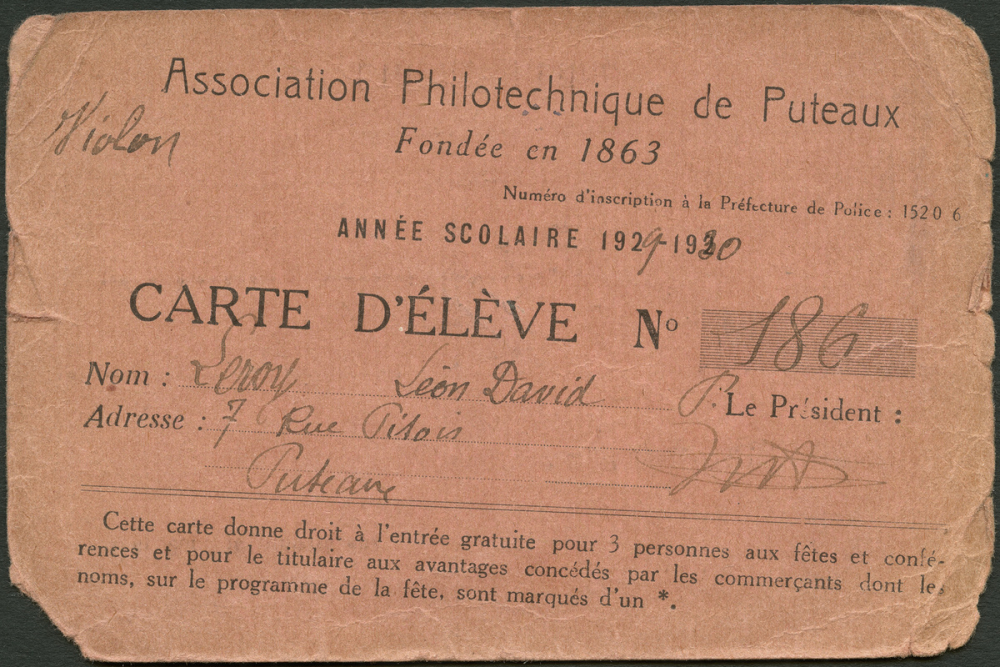 Association Philotechnique de Puteaux
Violon
Fondée en 1863
Numéro d'inscription à la Préfecture de Police : 1520 6
ANNÉE SCOLAIRE 1929-1930
CARTE D'ÉLÈVE Nº 186
Nom : Leroy Léon David
P. Le Président :
Adresse : 7 Rue Pitois
Puteaux
Cette carte donne droit à l'entrée gratuite pour 3 personnes aux fêtes et confé-
rences et pour le titulaire aux avantages concédés par les commerçants dont les
noms, sur le programme de la fête, sont marqués d'un *.